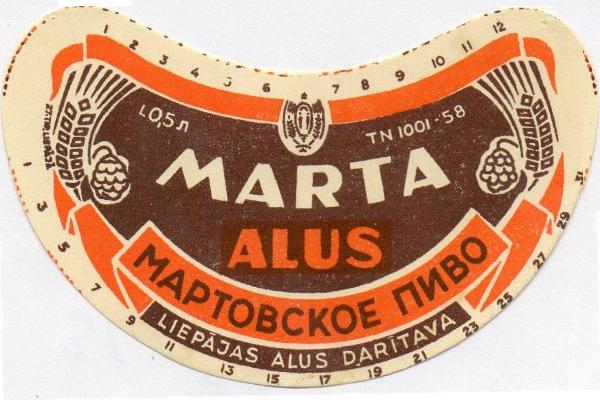 1 2 3 4 5 6 7 8 9 10 11 12
TN 1001-58
MARTA
ALUS
МАРТОВСКОЕ ПИВО
LIEPĀJAS ALUS DARĪTAVA
1 3 5 7 9 11 13 15 17 19 21 23 25 27 29 31